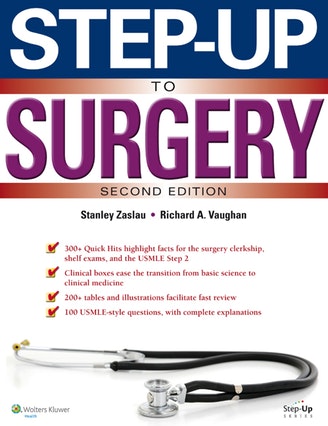 STEP-UP
TO
SURGERY
SECOND EDITION
Stanley Zaslau • Richard A. Vaughan
300+ Quick Hits highlight facts for the surgery clerkship,
shelf exams, and the USMLE Step 2
Clinical boxes ease the transition from basic science to
clinical medicine
200+ tables and illustrations facilitate fast review
100 USMLE-style questions, with complete explanations
Wolters Kluwer
Health
Step-Up
SERIES